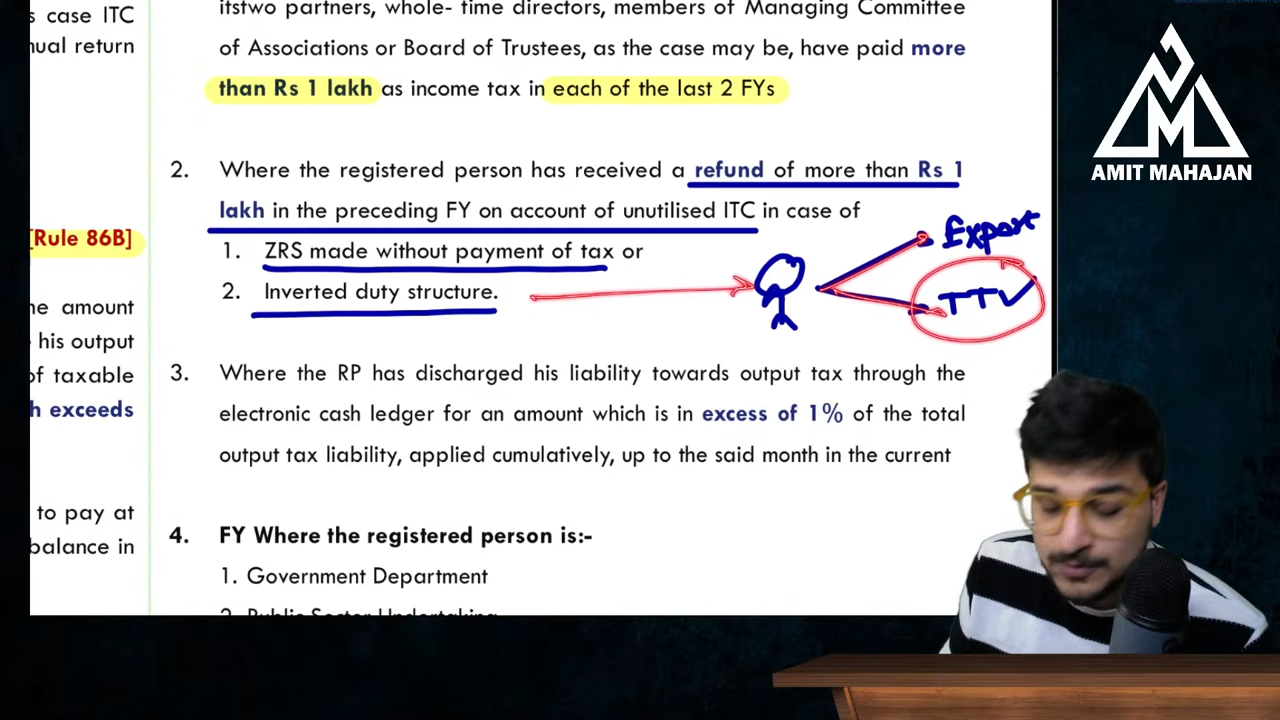 s case ITC
nual return
[Rule 86B]
he amount
his output
of taxable
h exceeds
to pay at
balance in
itstwo partners, whole- time directors, members of Managing Committee
of Associations or Board of Trustees, as the case may be, have paid more
than Rs 1 lakh as income tax in each of the last 2 FYs
2. Where the registered person has received a refund of more than Rs 1
lakh in the preceding FY on account of unutilised ITC in case of
1. ZRS made without payment of tax or
2. Inverted duty structure.
Export
TTV
3. Where the RP has discharged his liability towards output tax through the
electronic cash ledger for an amount which is in excess of 1% of the total
output tax liability, applied cumulatively, up to the said month in the current
4. FY Where the registered person is:-
1. Government Department
2. Public Sector Undertaking
AMIT MAHAJAN